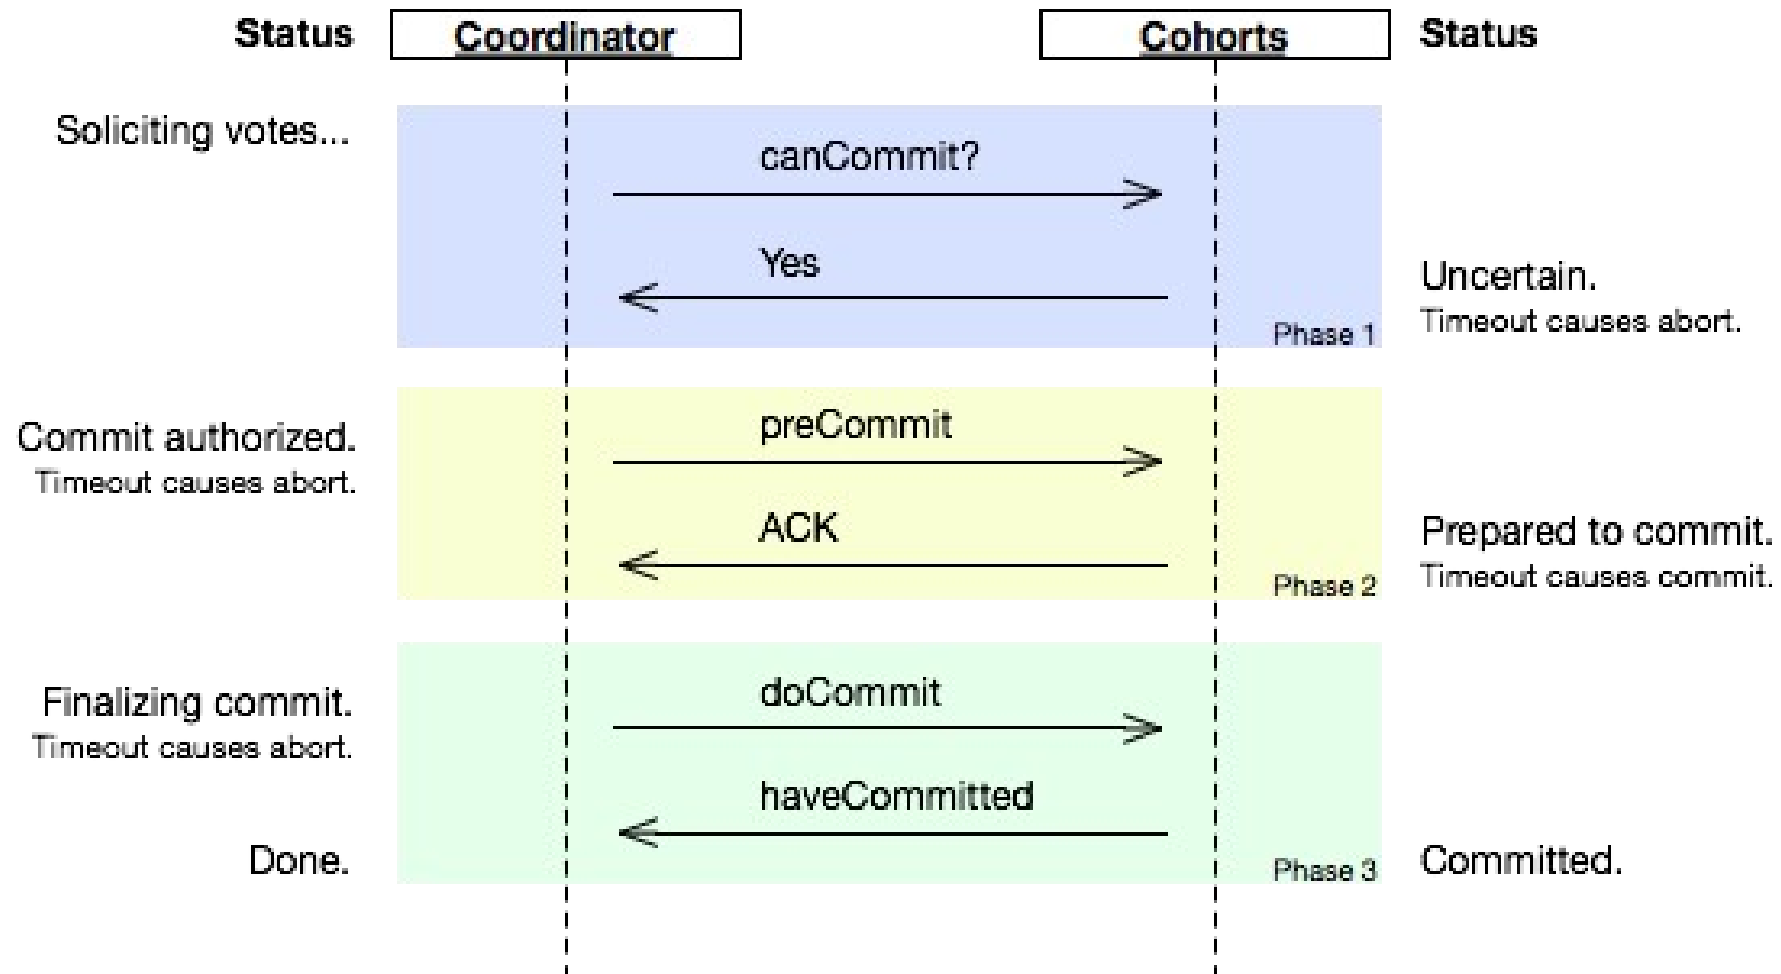 Status
Coordinator
Cohorts
Status
Soliciting votes...
canCommit?
Yes
Uncertain.
Timeout causes abort.
Phase 1
Commit authorized.
Timeout causes abort.
preCommit
ACK
Prepared to commit.
Timeout causes commit.
Phase 2
Finalizing commit.
Timeout causes abort.
doCommit
haveCommitted
Done.
Phase 3
Committed.